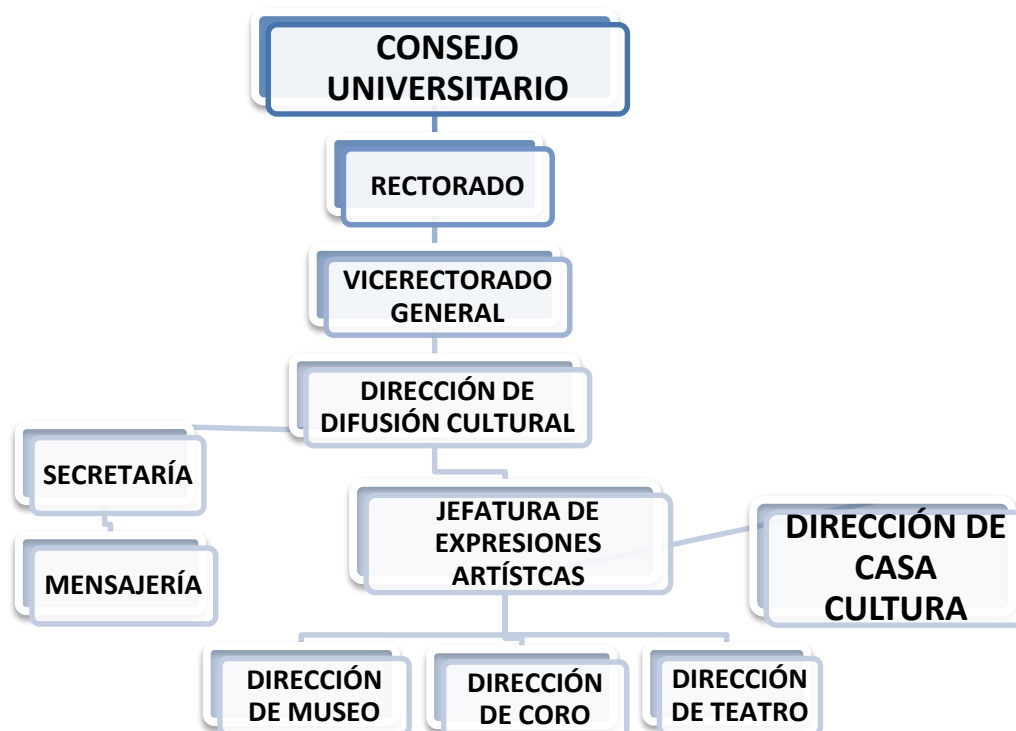 CONSEJO
UNIVERSITARIO
RECTORADO
VICERECTORADO
GENERAL
DIRECCIÓN DE
DIFUSIÓN CULTURAL
SECRETARÍA
MENSAJERÍA
JEFATURA DE
EXPRESIONES
ARTÍSTCAS
DIRECCIÓN DE
CASA
CULTURA
DIRECCIÓN
DE MUSEO
DIRECCIÓN
DE CORO
DIRECCIÓN
DE TEATRO